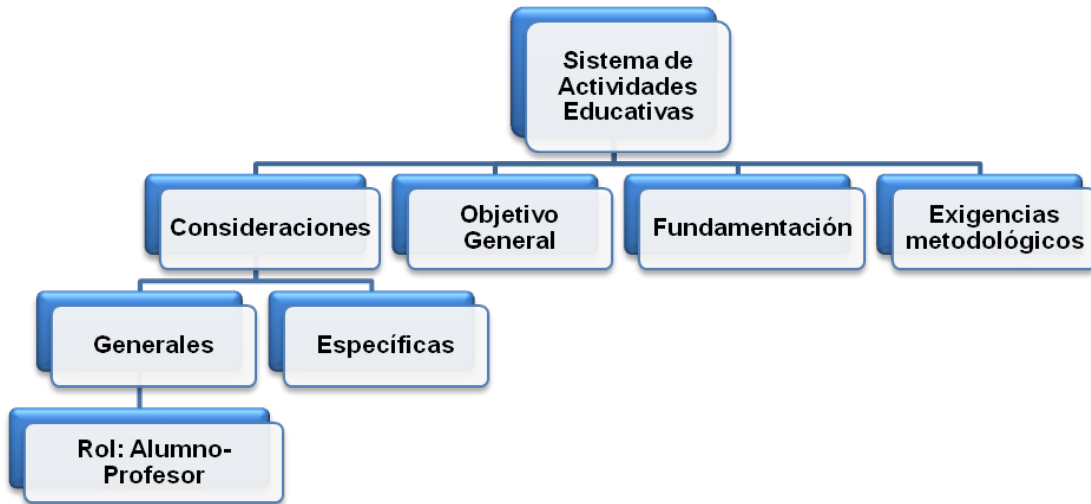 Sistema de
Actividades
Educativas
Consideraciones
Objetivo
General
Fundamentación
Exigencias
metodológicos
Generales
Específicas
Rol: Alumno-
Profesor